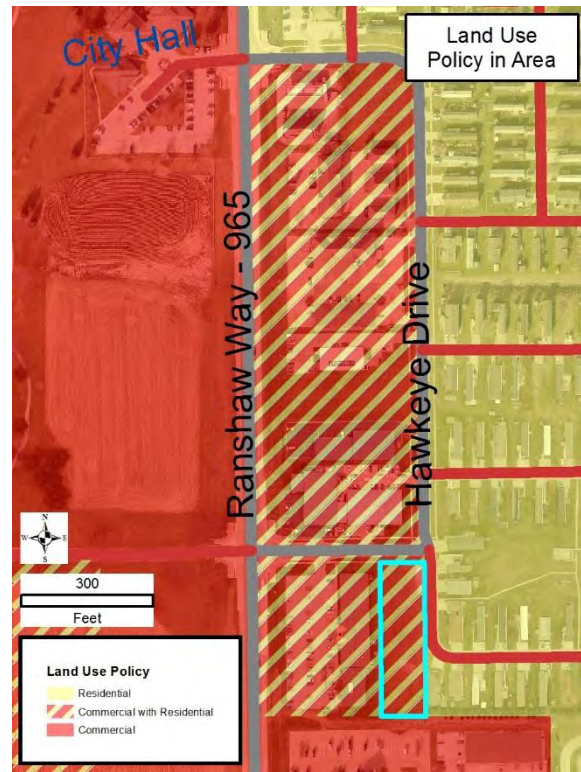 City Hall
Land Use
Policy in Area
Ranshaw Way - 965
Hawkeye Drive
N
W
E
S
300
Feet
Land Use Policy
Residential
Commercial with Residential
Commercial